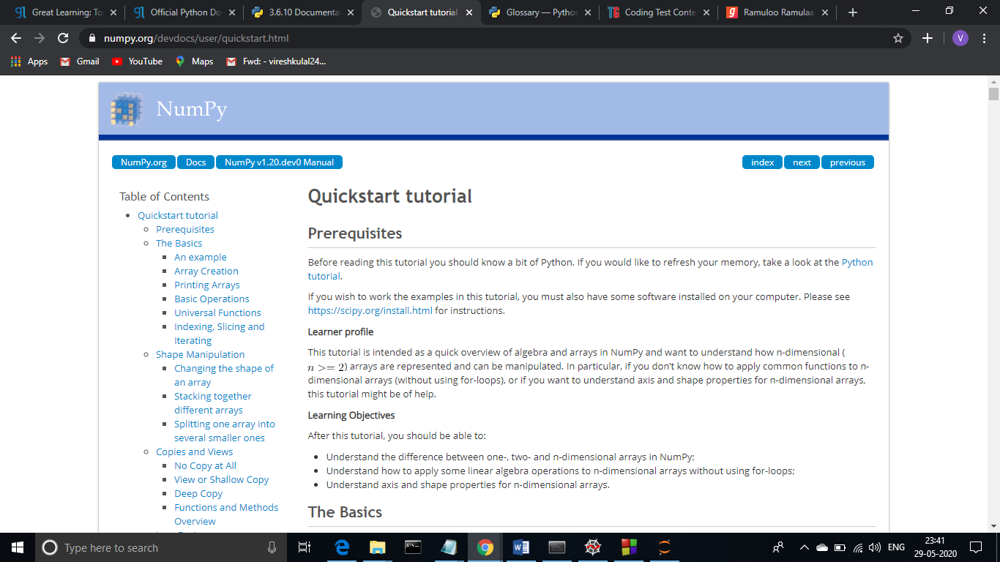 Great Learning: To
Official Python Do
3.6.10 Documenta
Quickstart tutorial
Glossary — Python
Coding Test Conte
Ramuloo Ramulaa
numpy.org/devdocs/user/quickstart.html
V
Apps
Gmail
YouTube
Maps
Fwd: - vireshkulal24...
NumPy
NumPy.org
Docs
NumPy v1.20.dev0 Manual
index
next
previous
Table of Contents
Quickstart tutorial
Prerequisites
The Basics
An example
Array Creation
Printing Arrays
Basic Operations
Universal Functions
Indexing, Slicing and
Iterating
Shape Manipulation
Changing the shape of
an array
Stacking together
different arrays
Splitting one array into
several smaller ones
Copies and Views
No Copy at All
View or Shallow Copy
Deep Copy
Functions and Methods
Overview
Quickstart tutorial
Prerequisites
Before reading this tutorial you should know a bit of Python. If you would like to refresh your memory, take a look at the Python
tutorial.
If you wish to work the examples in this tutorial, you must also have some software installed on your computer. Please see
https://scipy.org/install.html for instructions.
Learner profile
This tutorial is intended as a quick overview of algebra and arrays in NumPy and want to understand how n-dimensional (
n >= 2) arrays are represented and can be manipulated. In particular, if you don't know how to apply common functions to n-
dimensional arrays (without using for-loops), or if you want to understand axis and shape properties for n-dimensional arrays,
this tutorial might be of help.
Learning Objectives
After this tutorial, you should be able to:
Understand the difference between one-, two- and n-dimensional arrays in NumPy;
Understand how to apply some linear algebra operations to n-dimensional arrays without using for-loops;
Understand axis and shape properties for n-dimensional arrays.
The Basics
Type here to search
ENG
23:41
29-05-2020